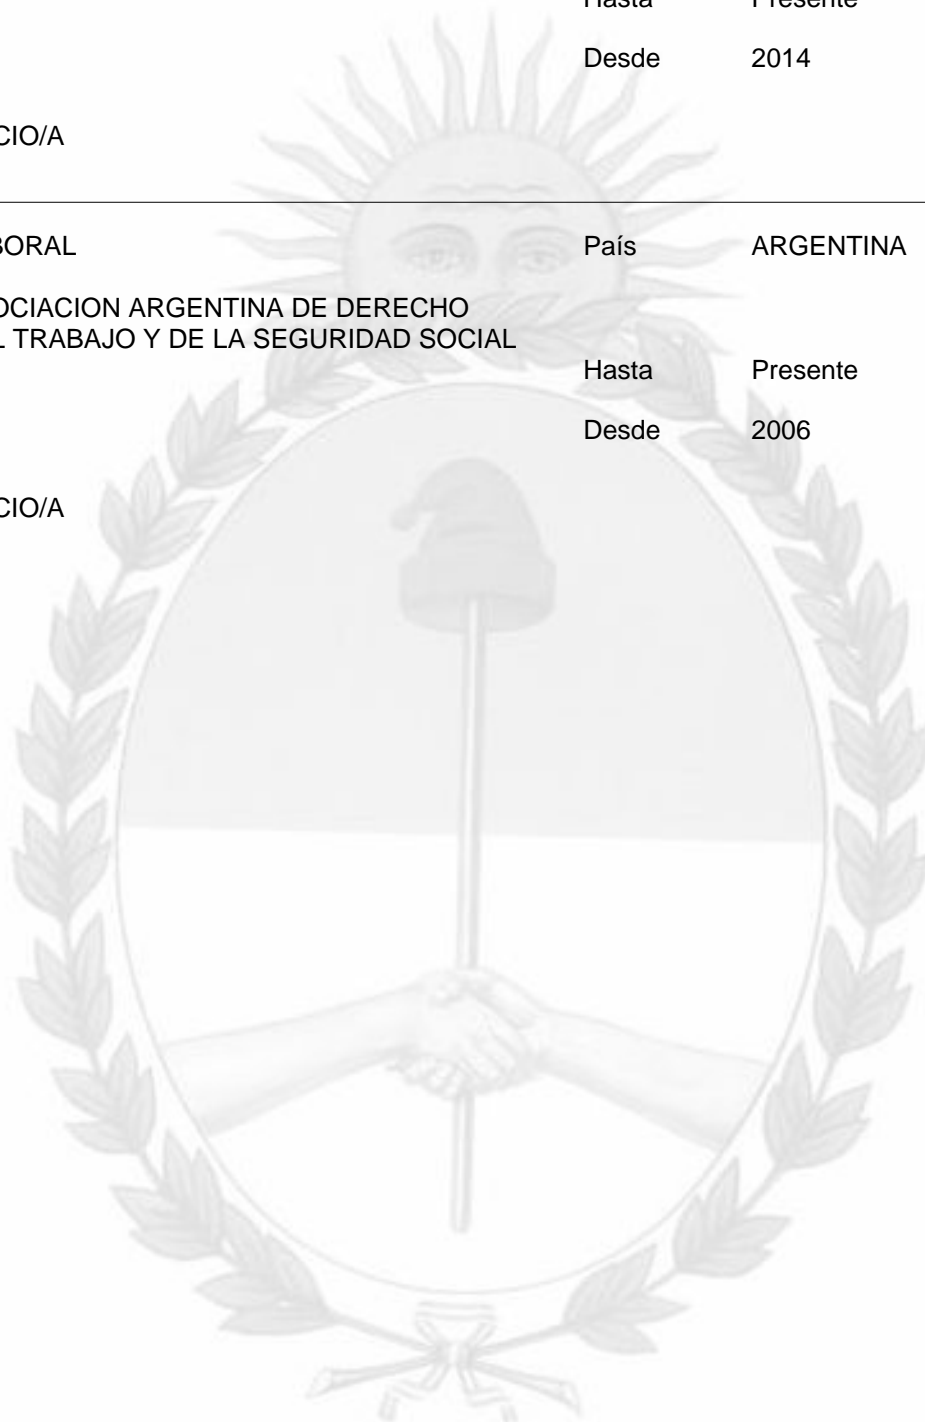 Hasta Presente
Desde 2014
CIO/A
BORAL País ARGENTINA
OCIACION ARGENTINA DE DERECHO
L TRABAJO Y DE LA SEGURIDAD SOCIAL
Hasta Presente
Desde 2006
CIO/A